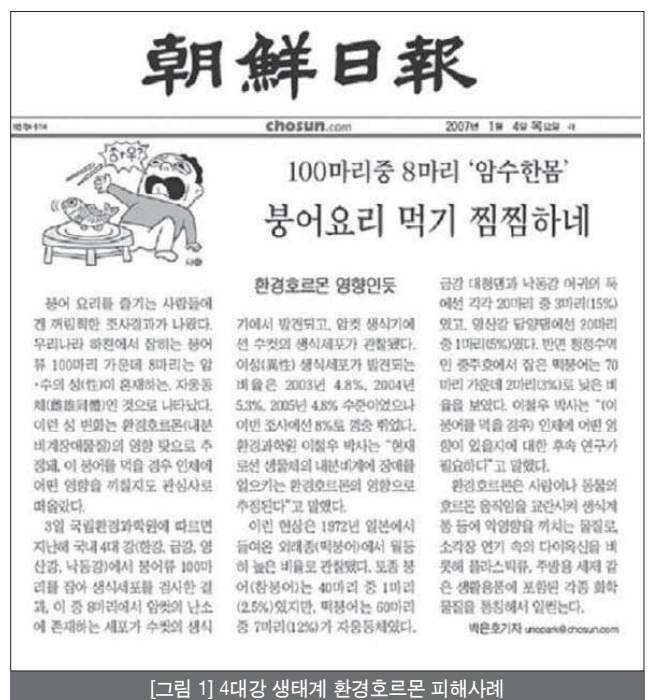 朝鮮日報
chosun.com
2007년 1월 4일 목요일
100마리중 8마리 ‘암수한몸’
붕어요리 먹기 찜찜하네
환경호르몬 영향인듯
붕어 요리를 즐기는 사람들에
겐 꺼림칙한 조사결과가 나왔다.
우리나라 하천에서 잡히는 붕어
류 100마리 가운데 8마리는 암
·수의 성(性)이 혼재하는, 자웅동
체(雌雄同體)인 것으로 나타났다.
이런 성 변화는 환경호르몬(내분
비계장애물질)의 영향 탓으로 추
정돼, 이 붕어를 먹을 경우 인체에
어떤 영향을 끼칠지도 관심사로
떠올랐다.
3일 국립환경과학원에 따르면
지난해 국내 4대 강(한강, 금강, 영
산강, 낙동강)에서 붕어류 100마
리를 잡아 생식세포를 검사한 결
과, 이 중 8마리에서 암컷의 난소
에 존재하는 세포가 수컷의 생식
기에서 발견되고, 암컷 생식기에
선 수컷의 생식세포가 관찰됐다.
이성(異性) 생식세포가 발견되는
비율은 2003년 4.8%, 2004년
5.3%, 2005년 4.8% 수준이었으나
이번 조사에선 8%로 껑충 뛰었다.
환경과학원 이철우 박사는 “현재
로선 생물체의 내분비계에 장애를
일으키는 환경호르몬의 영향으로
추정된다”고 말했다.
이런 현상은 1972년 일본에서
들여온 외래종(떡붕어)에서 월등
히 높은 비율로 관찰됐다. 토종 붕
어(참붕어)는 40마리 중 1마리
(2.5%)였지만, 떡붕어는 60마리
중 7마리(12%)가 자웅동체였다.
금강 대청댐과 낙동강 어귀의 둑
에선 각각 20마리 중 3마리(15%)
였고, 영산강 담양댐에선 20마리
중 1마리(5%)였다. 반면 청정수역
인 충주호에서 잡은 떡붕어는 70
마리 가운데 2마리(3%)로 낮은 비
율을 보였다. 이철우 박사는 “(이
붕어를 먹을 경우) 인체에 어떤 영
향이 있을지에 대한 후속 연구가
필요하다”고 말했다.
환경호르몬은 사람이나 동물의
호르몬 움직임을 교란시켜 생식계
통 등에 악영향을 끼치는 물질로,
소각장 연기 속의 다이옥신을 비
롯해 플라스틱류, 주방용 세제 같
은 생활용품에 포함된 각종 화학
물질을 통칭해서 일컫는다.
박은호기자 unopark@chosun.com
[그림 1] 4대강 생태계 환경호르몬 피해사례